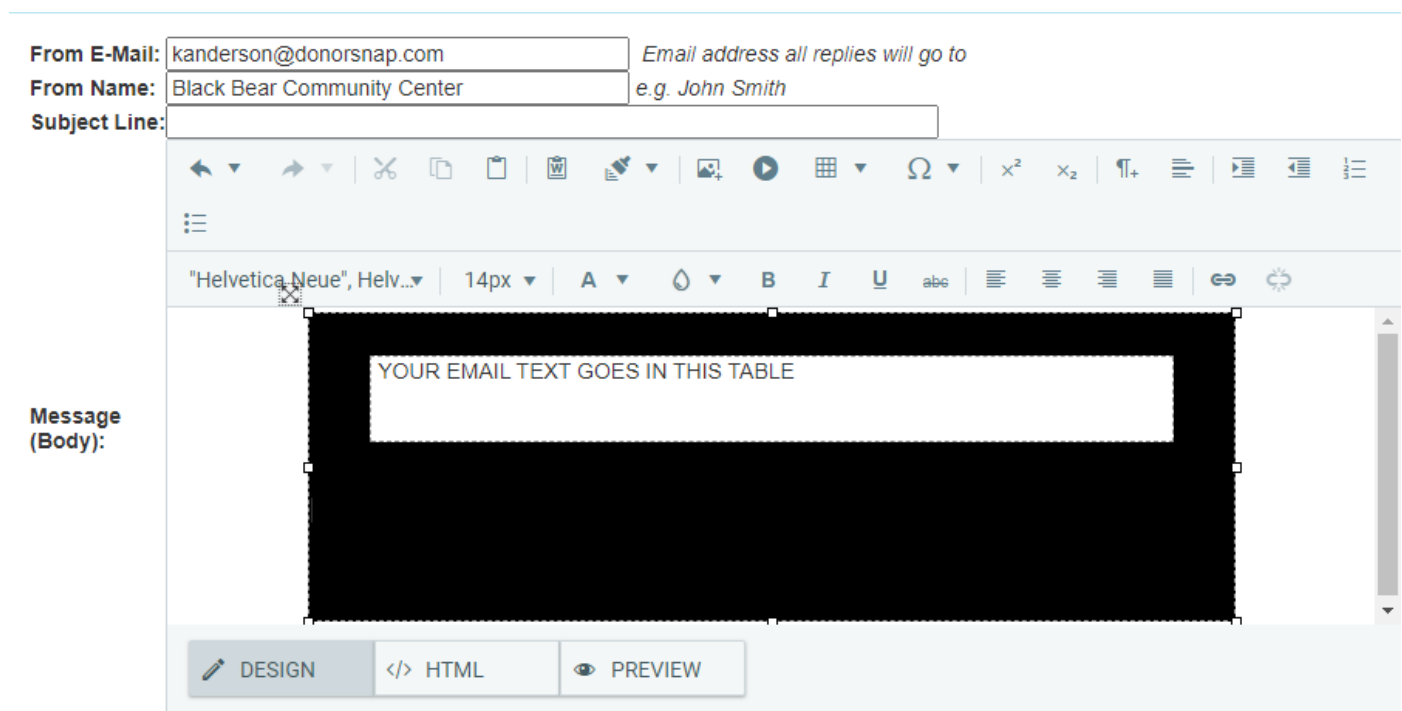 From E-Mail: kanderson@donorsnap.com Email address all replies will go to
From Name: Black Bear Community Center e.g. John Smith
Subject Line:
"Helvetica Neue", Helv... 14px A B I U abc
YOUR EMAIL TEXT GOES IN THIS TABLE
Message
(Body):
DESIGN </> HTML PREVIEW